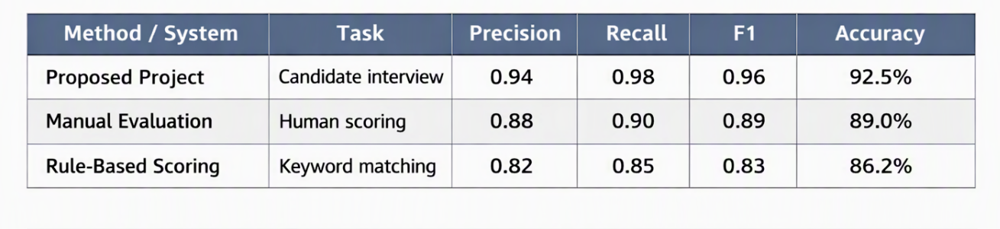 Method / System Task Precision Recall F1 Accuracy
Proposed Project Candidate interview 0.94 0.98 0.96 92.5%
Manual Evaluation Human scoring 0.88 0.90 0.89 89.0%
Rule-Based Scoring Keyword matching 0.82 0.85 0.83 86.2%